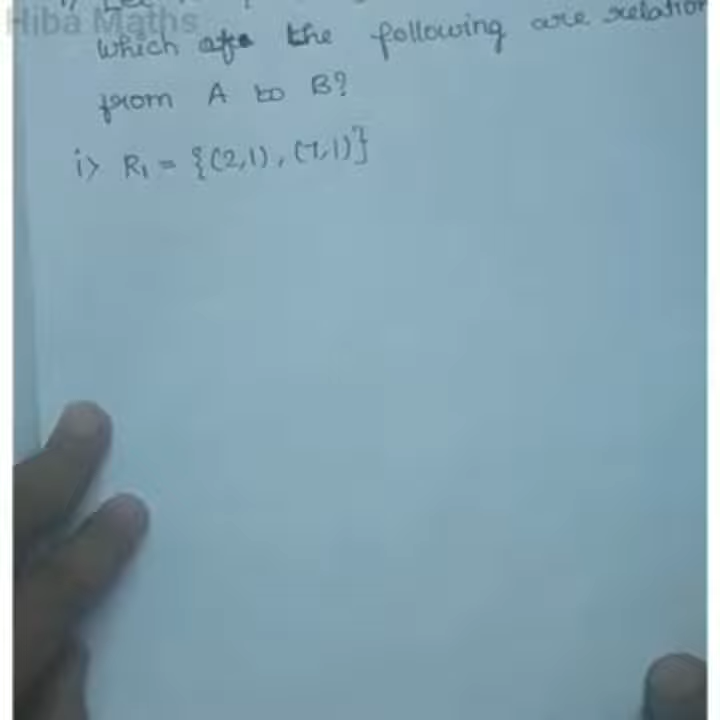 Hiba Maths
which of the following are relation
from A to B?
i> R₁ = {(2,1), (7,1)}